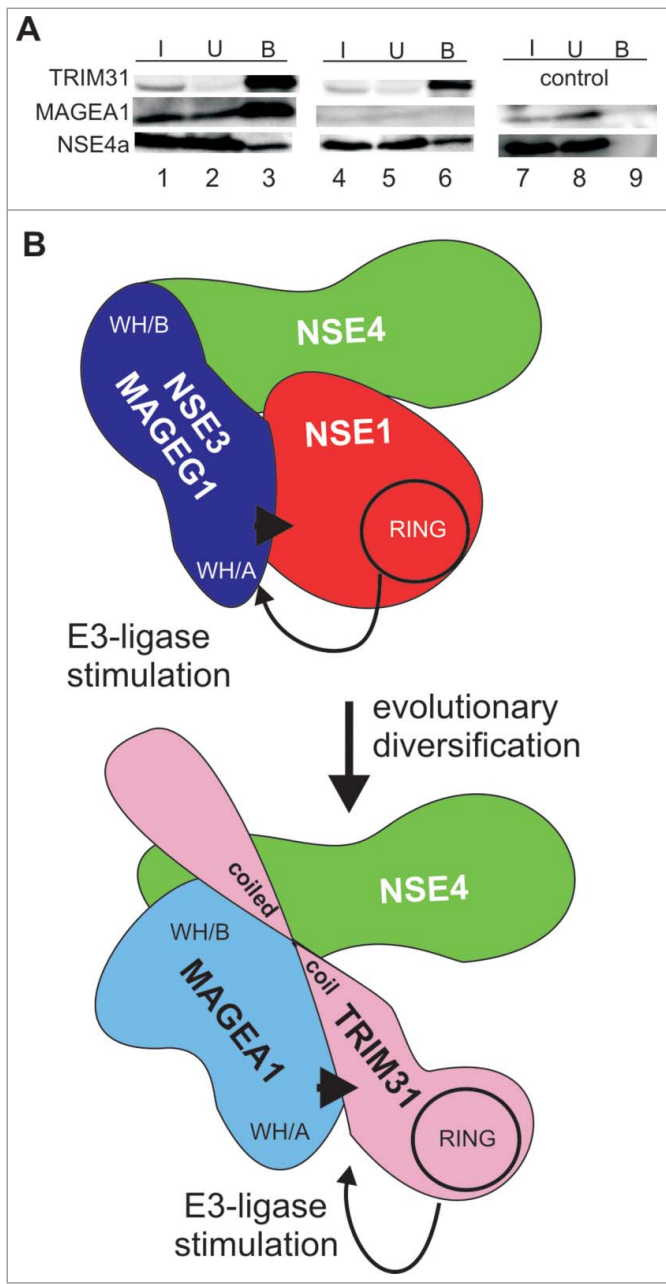 A
I U B I U B I U B
TRIM31
control
MAGEA1
NSE4a
1 2 3 4 5 6 7 8 9
B
WH/B
NSE4
NSE3
MAGEG1
NSE1
RING
WH/A
E3-ligase
stimulation
evolutionary
diversification
coiled
NSE4
WH/B
coil
MAGEA1
TRIM31
WH/A
RING
E3-ligase
stimulation